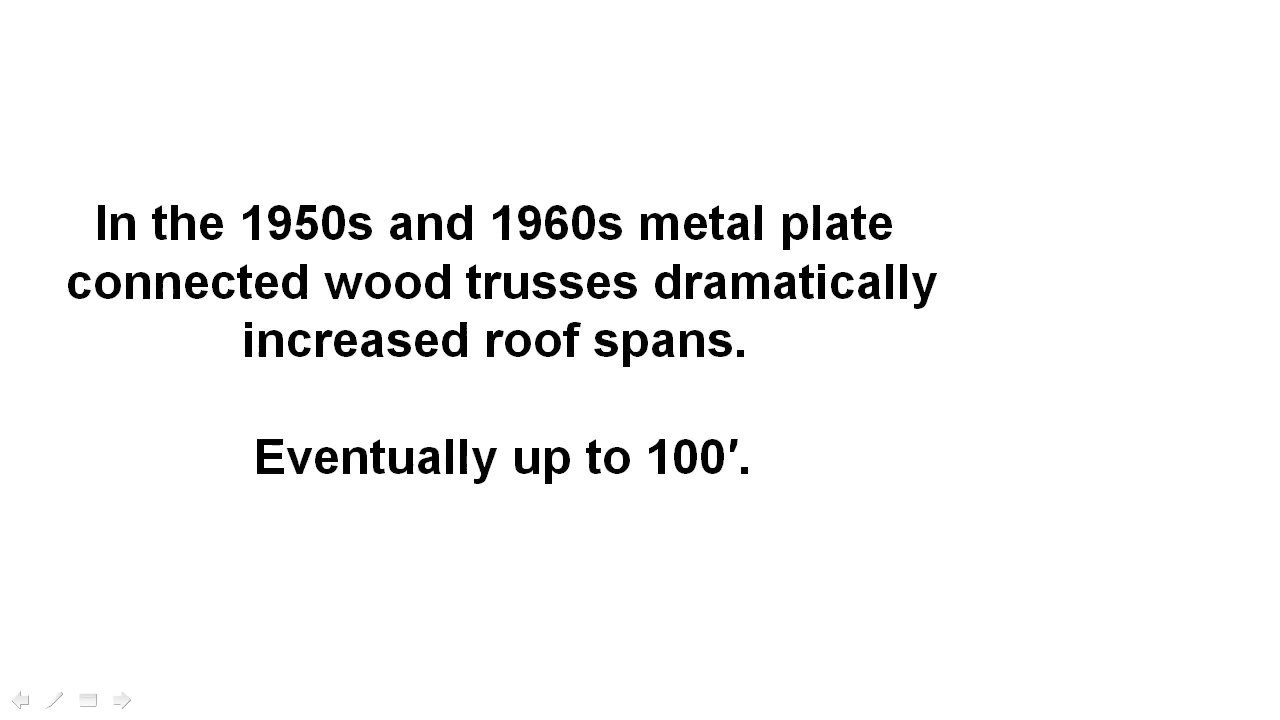 In the 1950s and 1960s metal plate
connected wood trusses dramatically
increased roof spans.
Eventually up to 100′.